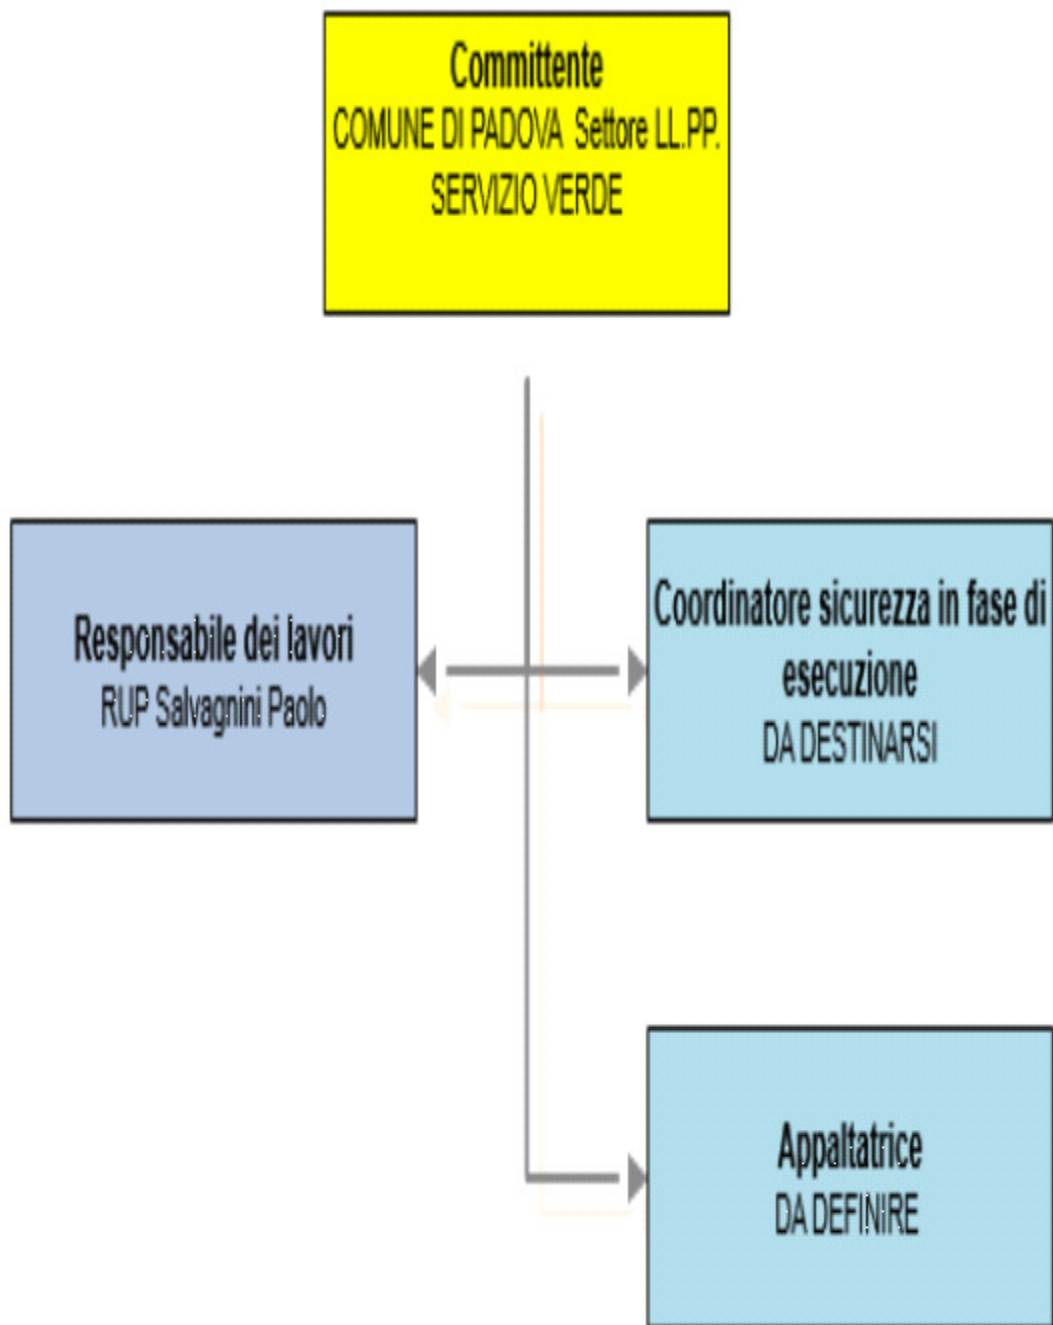 Committente
COMUNE DI PADOVA Settore LL.PP.
SERVIZIO VERDE
Responsabile dei lavori
RUP Salvagnini Paolo
Coordinatore sicurezza in fase di
esecuzione
DA DESTINARSI
Appaltatrice
DA DEFINIRE